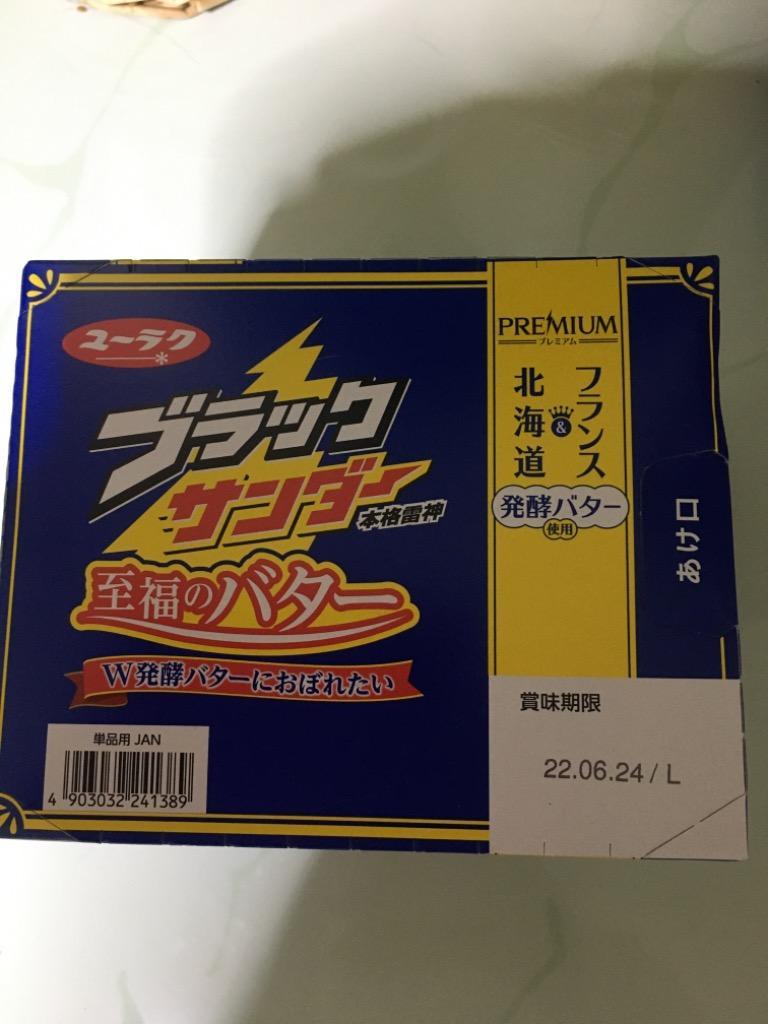 ユーラク
ブラック
サンダー
本格雷神
至福のバター
W発酵バターにおぼれたい
単品用 JAN
4 903032 241389
PREMIUM
プレミアム
フランス
&
北海道
発酵バター
使用
あけ口
賞味期限
22.06.24 / L